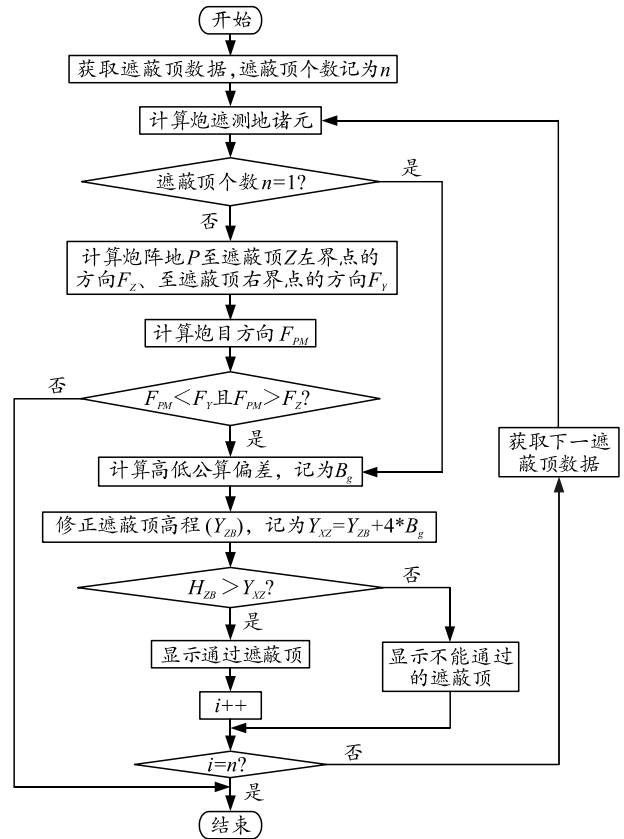 开始
获取遮蔽顶数据,遮蔽顶个数记为n
计算炮遮测地诸元
遮蔽顶个数n=1?
是
否
计算炮阵地P至遮蔽顶Z左界点的
方向F_Z、至遮蔽顶右界点的方向F_Y
计算炮目方向F_PM
否
F_PM<F_Y且F_PM>F_Z?
是
获取下一遮
蔽顶数据
计算高低公算偏差，记为B_g
修正遮蔽顶高程(Y_ZB)，记为Y_XZ=Y_ZB+4*B_g
H_ZB>Y_XZ?
否
是
显示通过遮蔽顶
显示不能通过
的遮蔽顶
i++
i=n?
否
是
结束